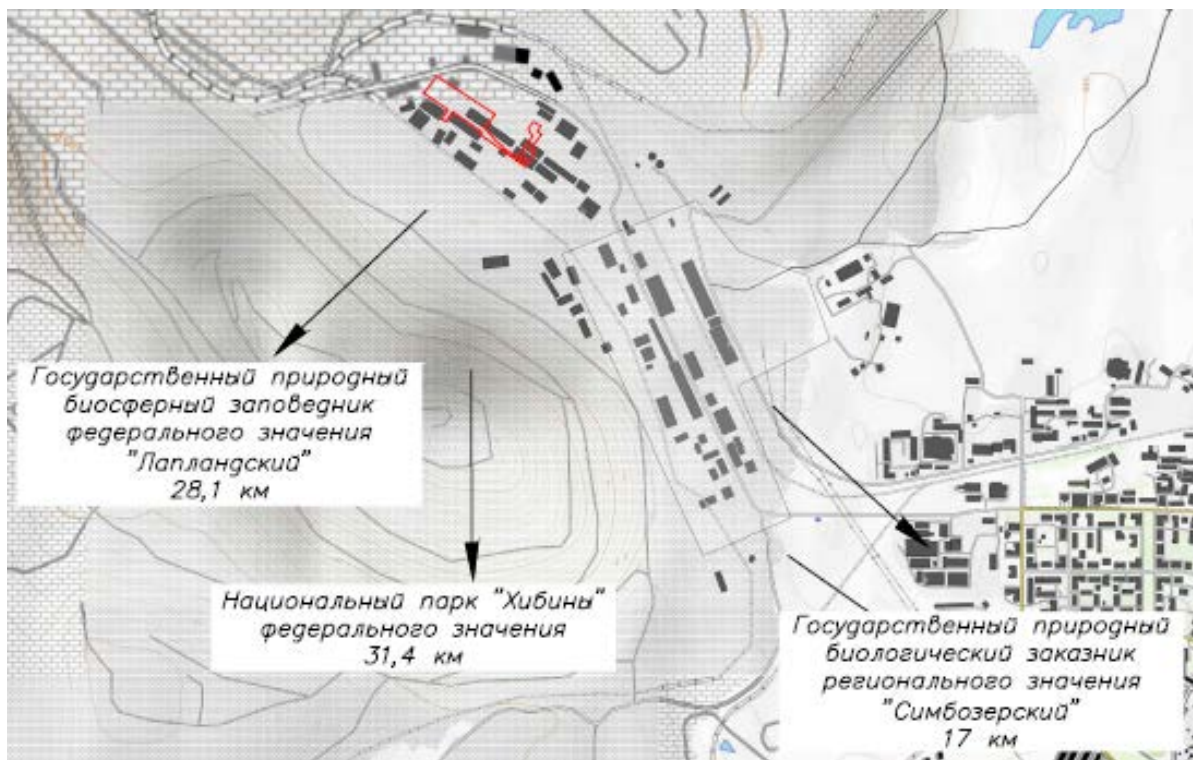 Государственный природный
биосферный заповедник
федерального значения
"Лапландский"
28,1 км
Национальный парк "Хибины"
федерального значения
31,4 км
Государственный природный
биологический заказник
регионального значения
"Симбозерский"
17 км